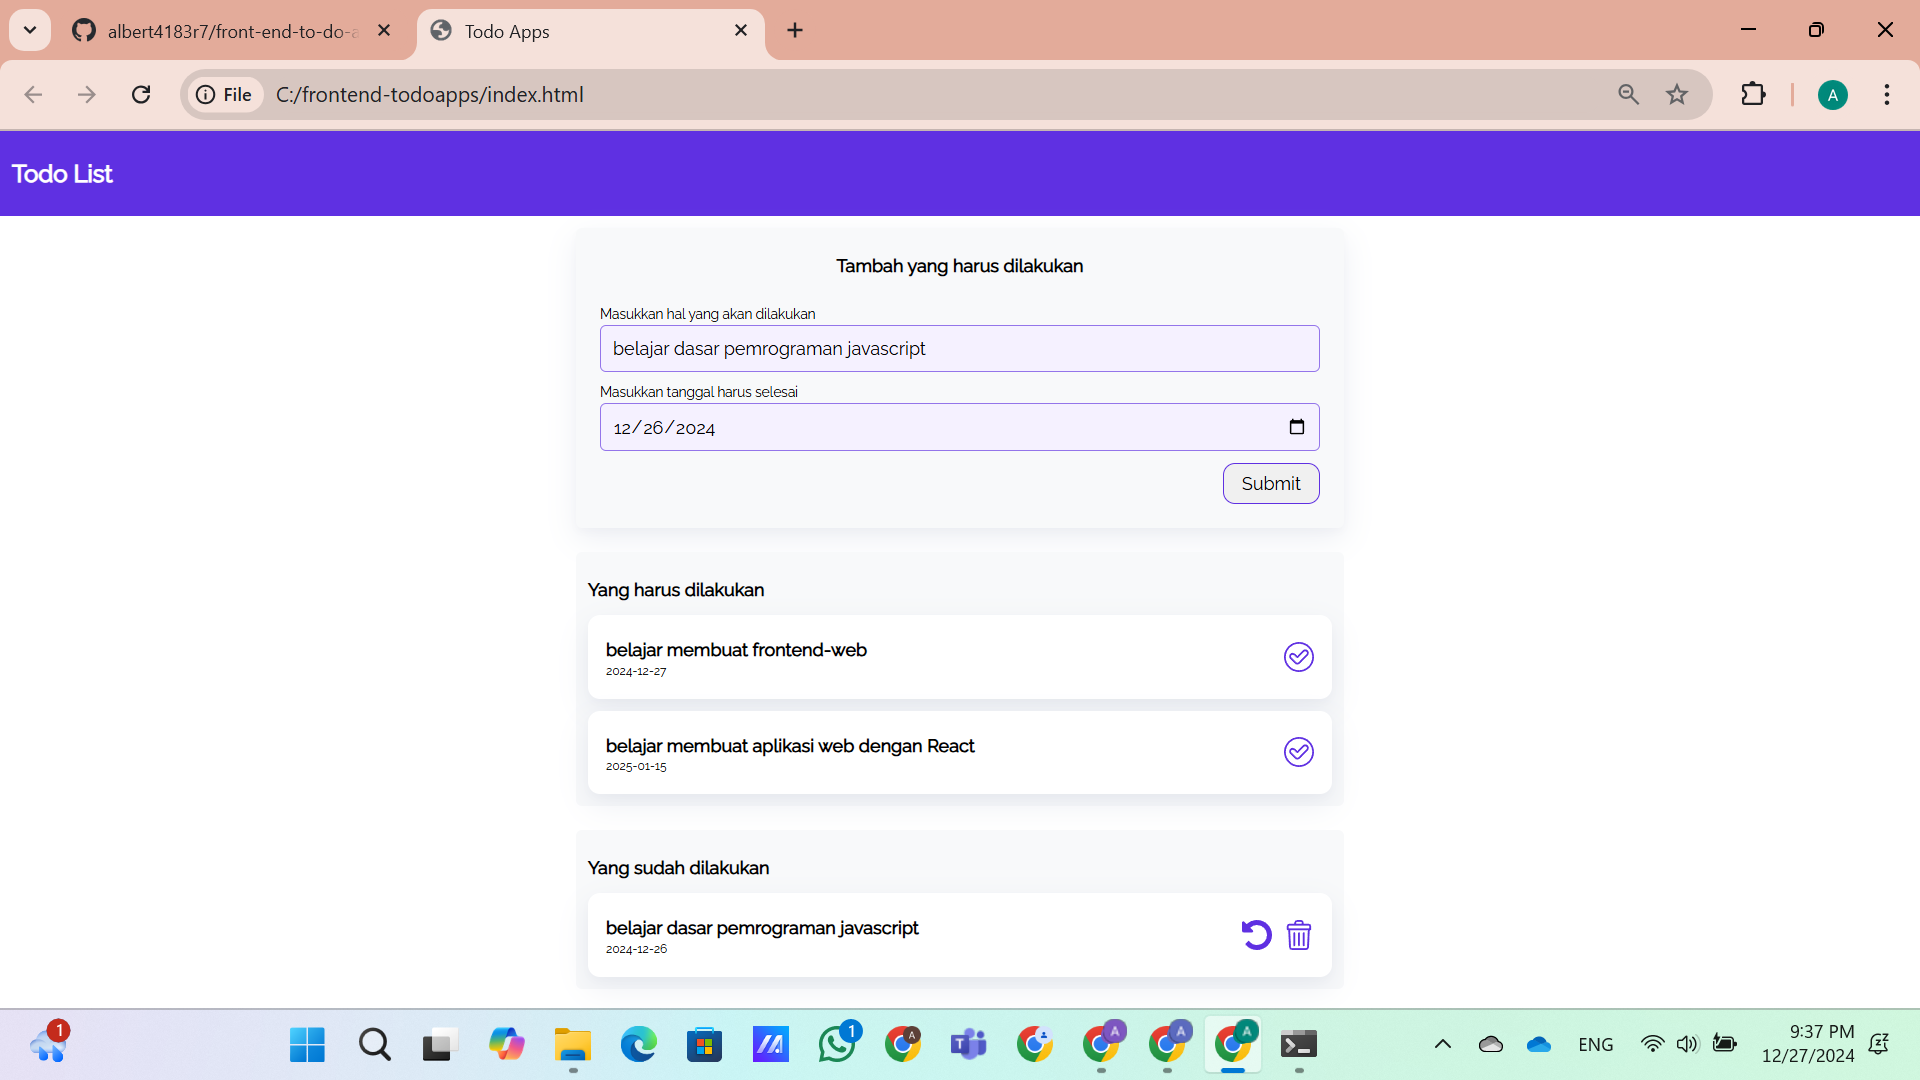 albert4183r7/front-end-to-do-a
Todo Apps
File
C:/frontend-todoapps/index.html
A
Todo List
Tambah yang harus dilakukan
Masukkan hal yang akan dilakukan
belajar dasar pemrograman javascript
Masukkan tanggal harus selesai
12/26/2024
Submit
Yang harus dilakukan
belajar membuat frontend-web
2024-12-27
belajar membuat aplikasi web dengan React
2025-01-15
Yang sudah dilakukan
belajar dasar pemrograman javascript
2024-12-26
1
1
A
T
A
A
A
ENG
9:37 PM
12/27/2024